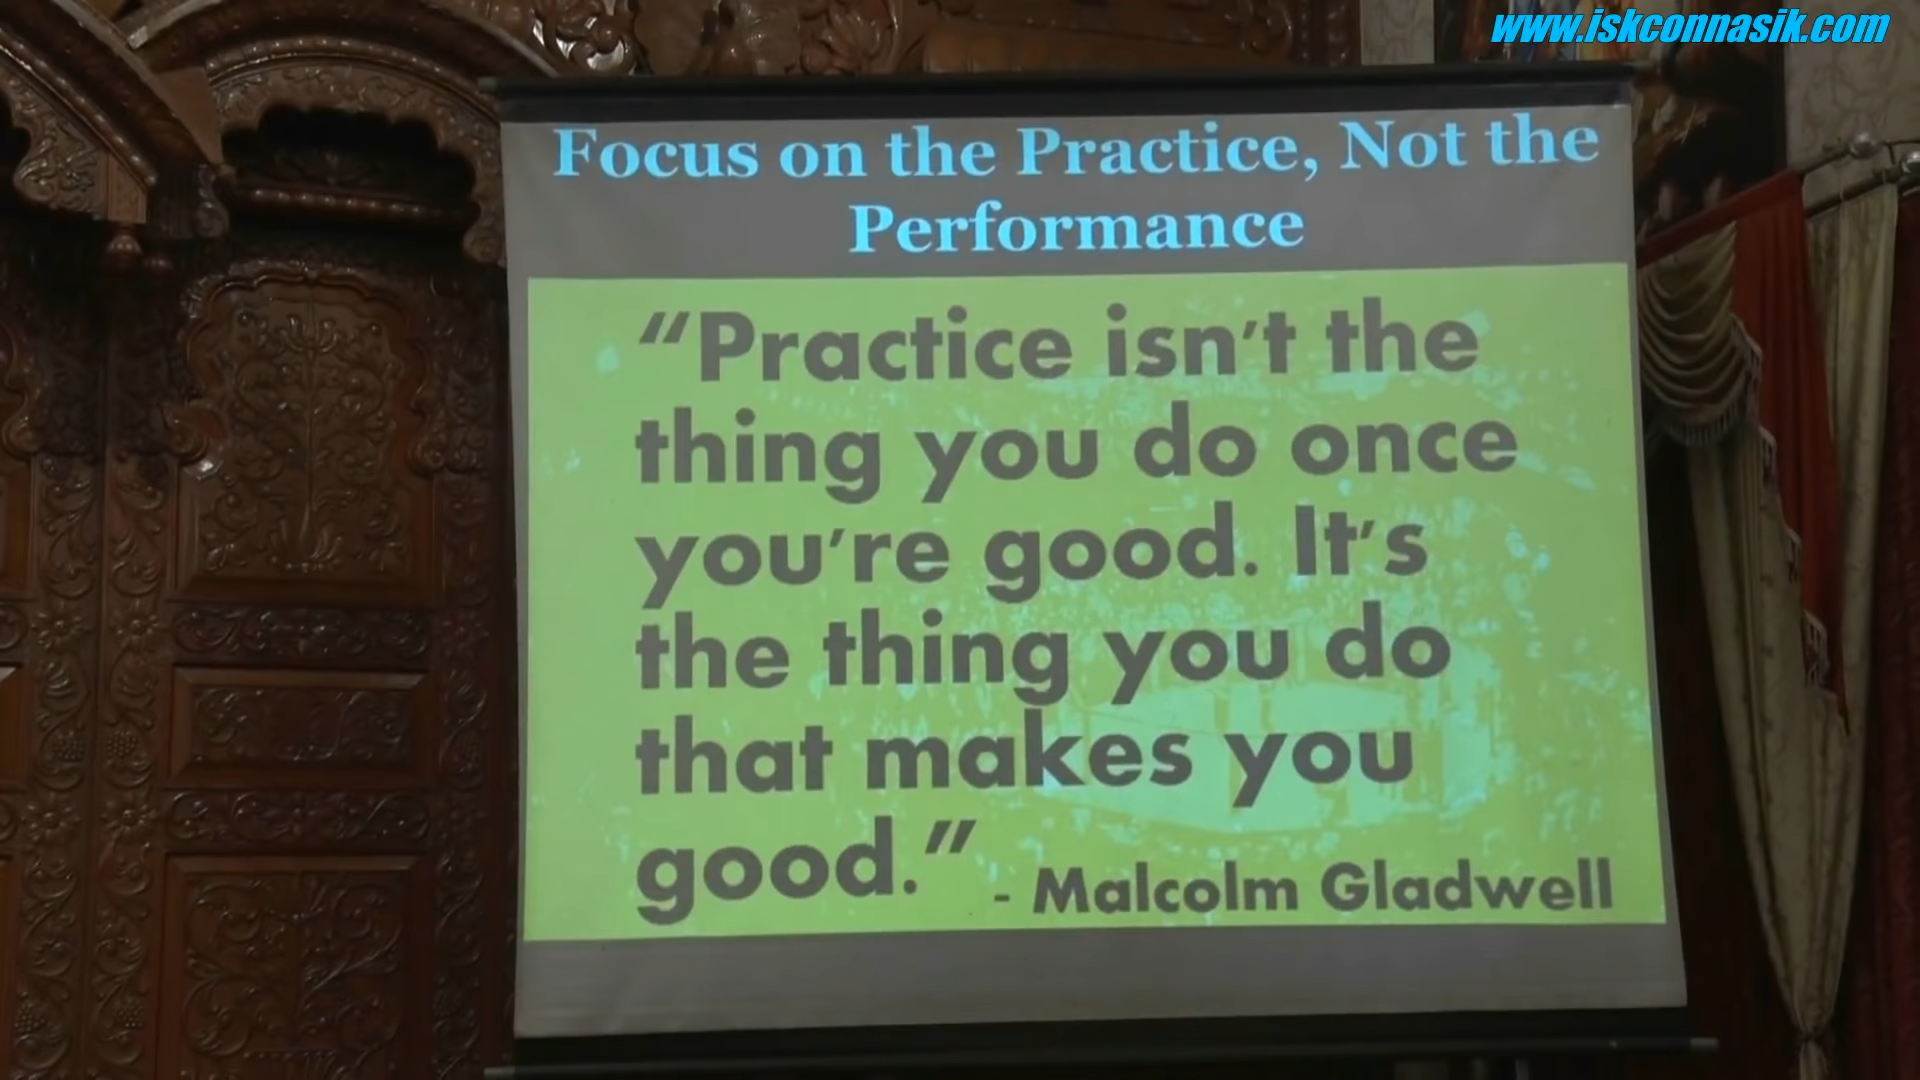 www.iskconnasik.com
Focus on the Practice, Not the
Performance
“Practice isn’t the
thing you do once
you’re good. It’s
the thing you do
that makes you
good.”
- Malcolm Gladwell